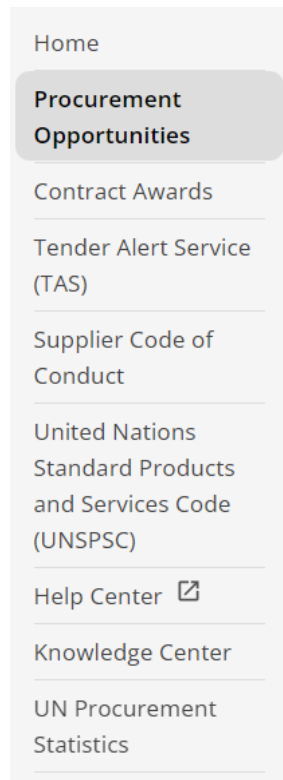 Home
Procurement
Opportunities
Contract Awards
Tender Alert Service
(TAS)
Supplier Code of
Conduct
United Nations
Standard Products
and Services Code
(UNSPSC)
Help Center
Knowledge Center
UN Procurement
Statistics